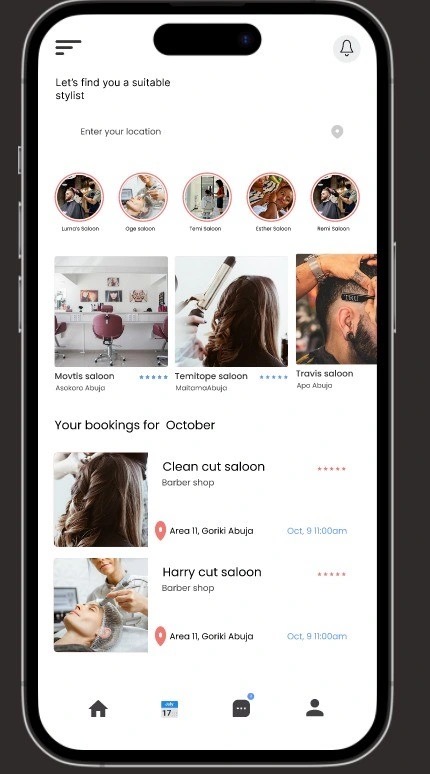 Let's find you a suitable
stylist
Enter your location
Luma's Saloon
Oge saloon
Temi Saloon
Esther Saloon
Remi Saloon
Movtis saloon
Asokoro Abuja
Temitope saloon
MaitamaAbuja
Travis saloon
Apo Abuja
Your bookings for October
Clean cut saloon
Barber shop
Area 11, Goriki Abuja
Oct, 9 11:00am
Harry cut saloon
Barber shop
Area 11, Goriki Abuja
Oct, 9 11:00am
July
17